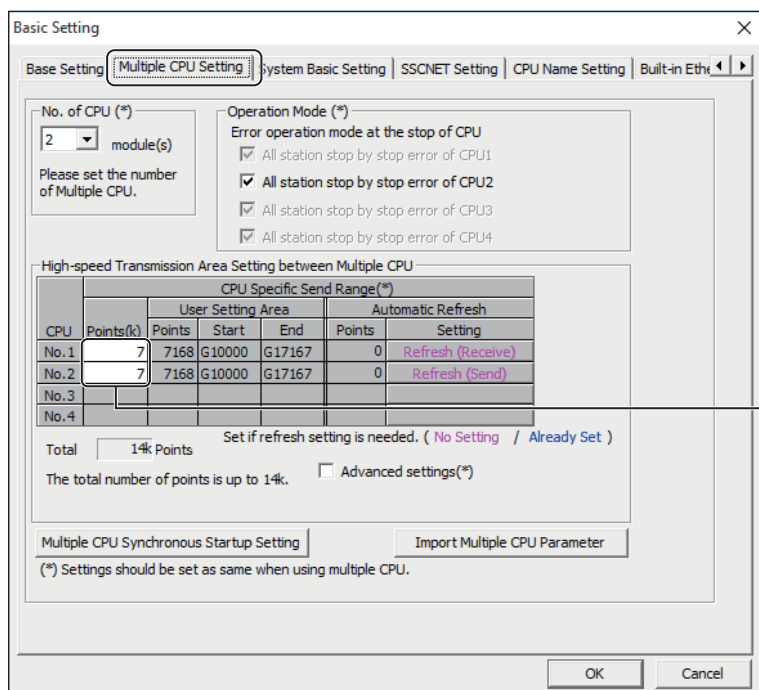 Basic Setting
Base Setting Multiple CPU Setting System Basic Setting SSCNET Setting CPU Name Setting Built-in Ethe
No. of CPU (*)
2 module(s)
Please set the number
of Multiple CPU.
Operation Mode (*)
Error operation mode at the stop of CPU
All station stop by stop error of CPU1
All station stop by stop error of CPU2
All station stop by stop error of CPU3
All station stop by stop error of CPU4
High-speed Transmission Area Setting between Multiple CPU
CPU Specific Send Range(*)
User Setting Area Automatic Refresh
CPU Points(k) Points Start End Points Setting
No.1 7 7168 G10000 G17167 0 Refresh (Receive)
No.2 7 7168 G10000 G17167 0 Refresh (Send)
No.3
No.4
Total 14k Points
Set if refresh setting is needed. ( No Setting / Already Set )
The total number of points is up to 14k.
Advanced settings(*)
Multiple CPU Synchronous Startup Setting Import Multiple CPU Parameter
(*) Settings should be set as same when using multiple CPU.
OK Cancel